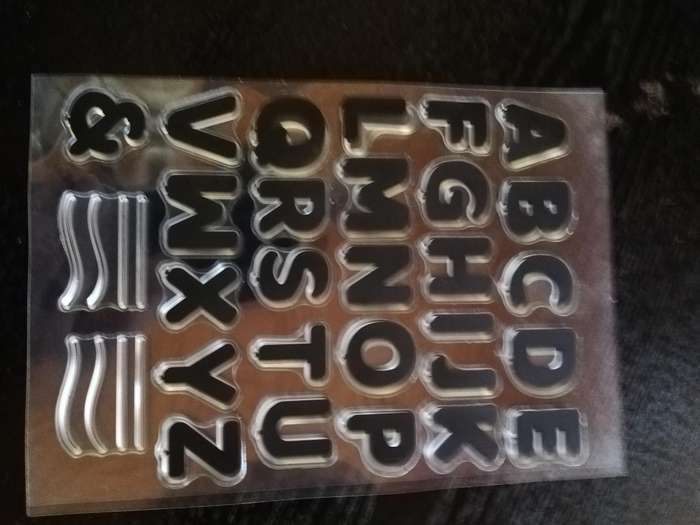 ABCDE
FGHIJK
LMNOP
QRSTU
VWXYZ
&